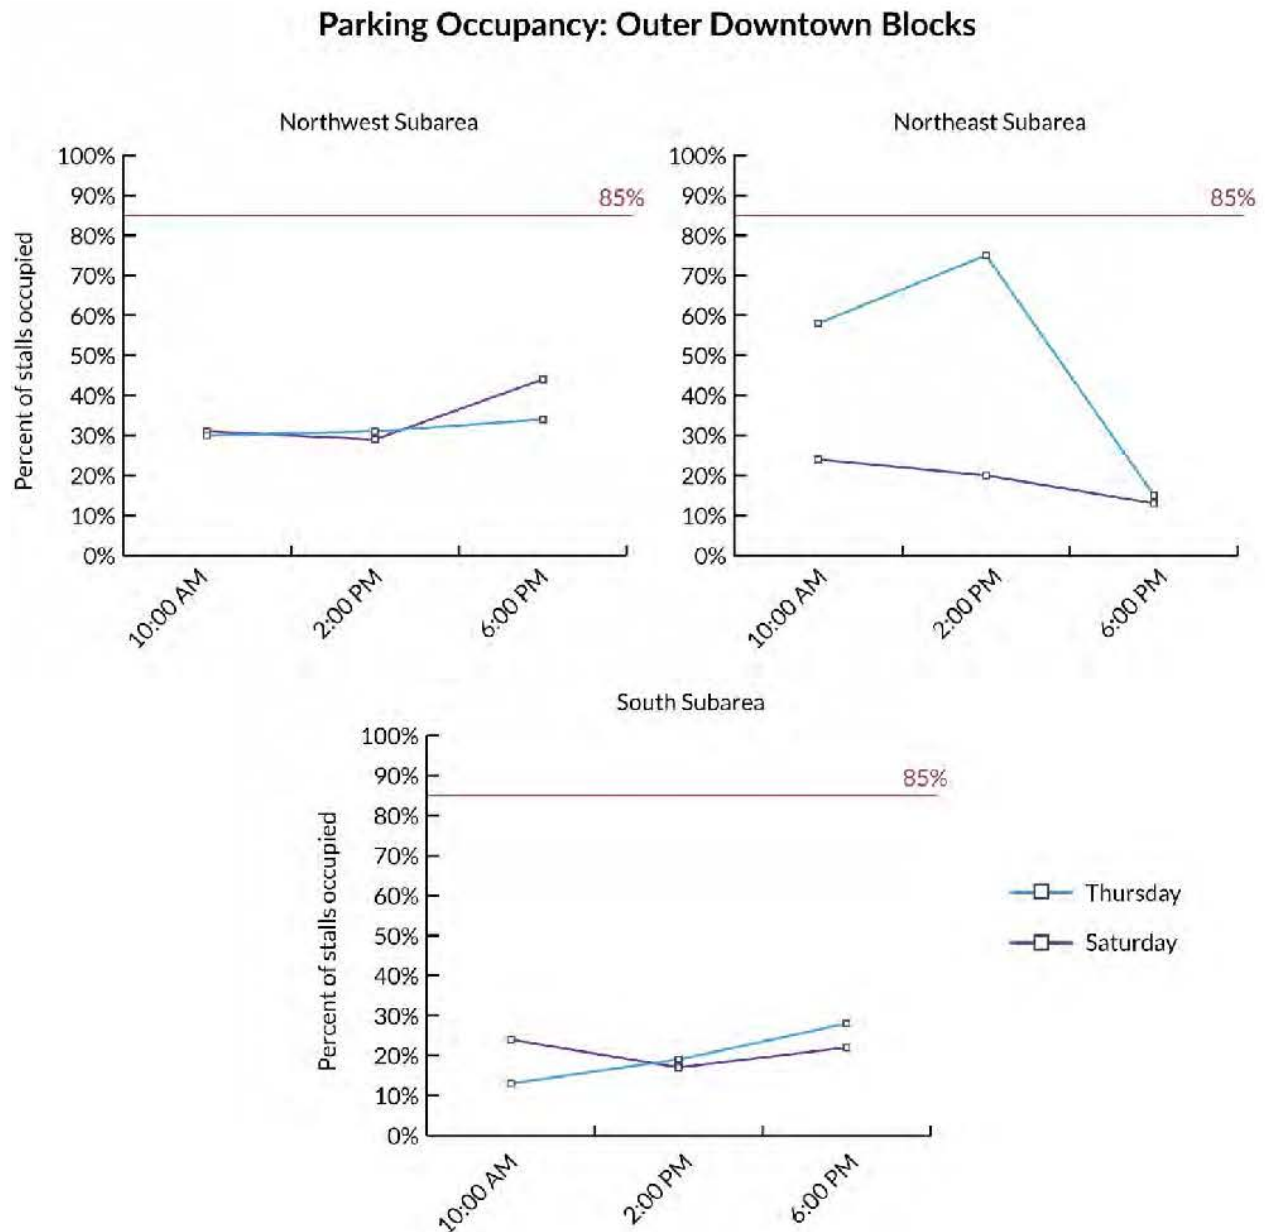 Parking Occupancy: Outer Downtown Blocks
Northwest Subarea
Percent of stalls occupied
100%
90%
80%
70%
60%
50%
40%
30%
20%
10%
0%
85%
10:00 AM
2:00 PM
6:00 PM
Northeast Subarea
100%
90%
80%
70%
60%
50%
40%
30%
20%
10%
0%
85%
10:00 AM
2:00 PM
6:00 PM
South Subarea
Percent of stalls occupied
100%
90%
80%
70%
60%
50%
40%
30%
20%
10%
0%
85%
10:00 AM
2:00 PM
6:00 PM
Thursday
Saturday